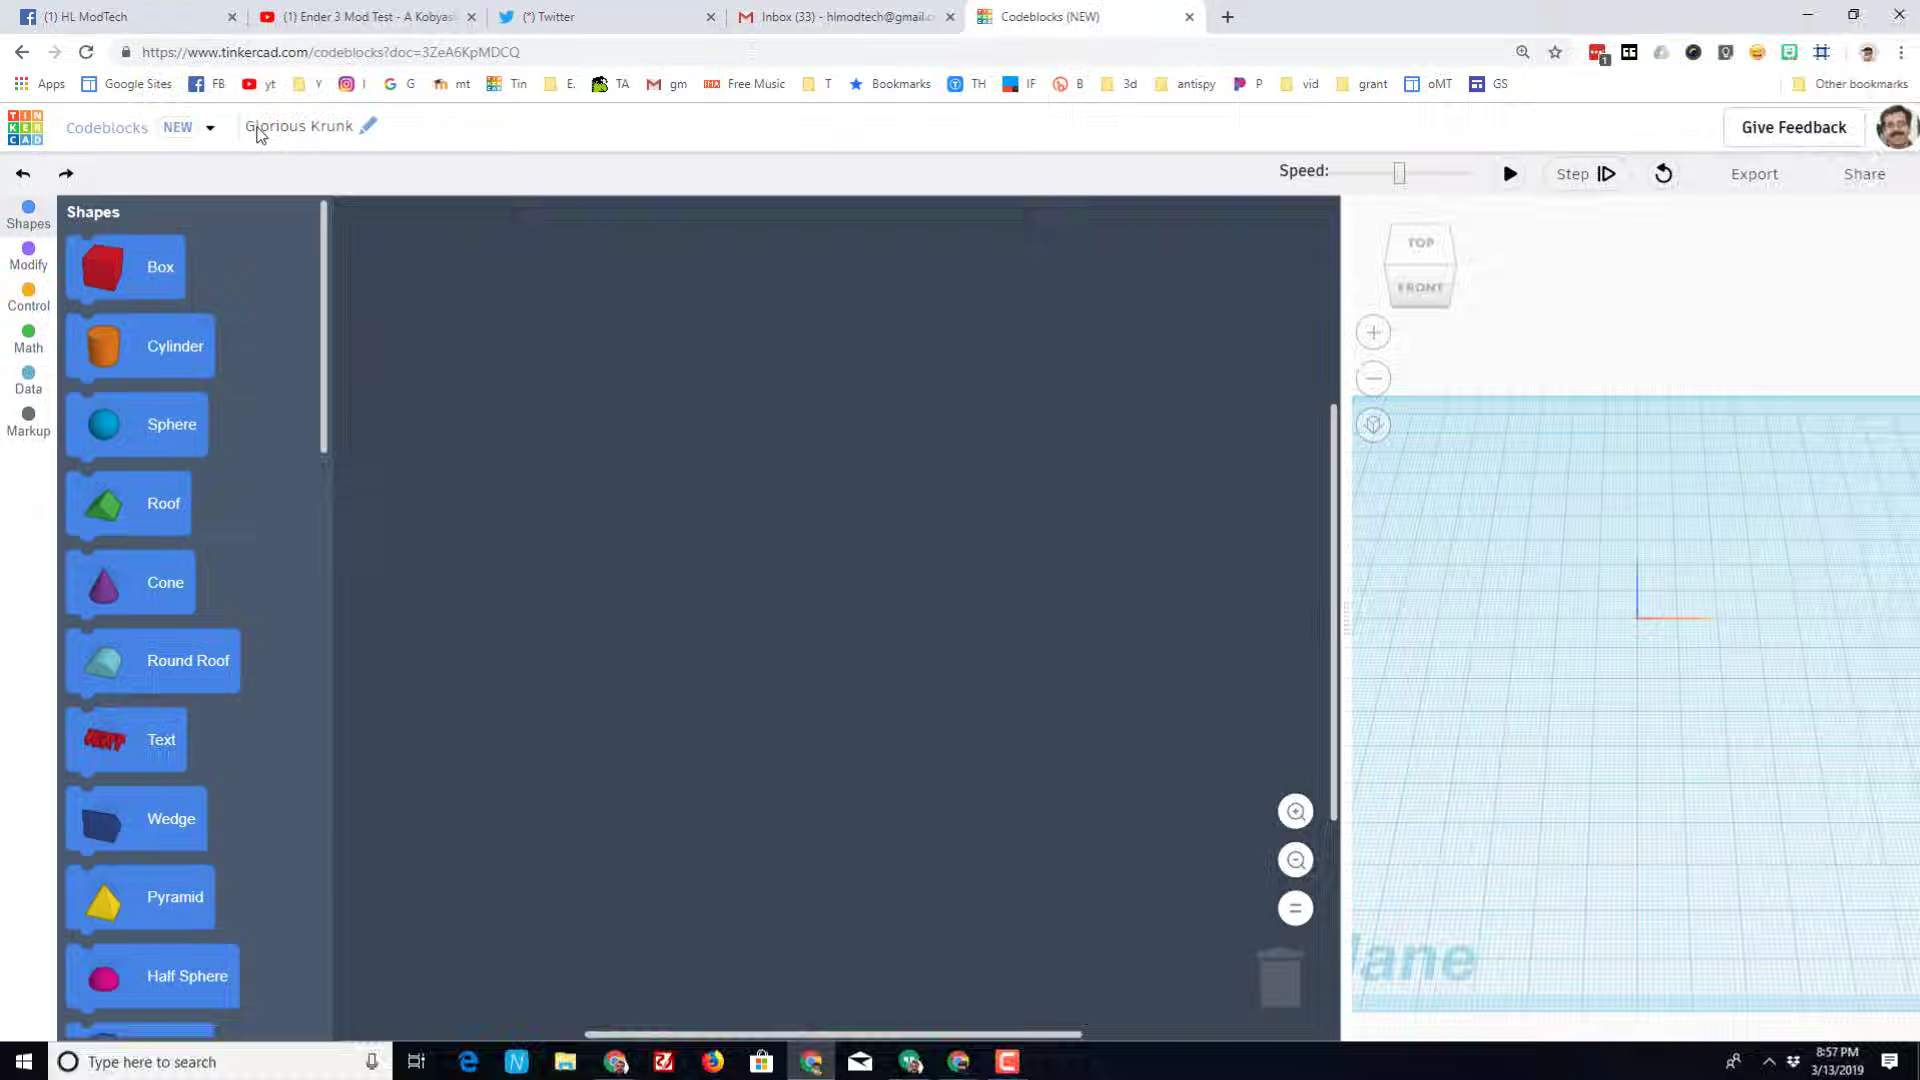 (1) HL ModTech
(1) Ender 3 Mod Test - A Kobyas
(*) Twitter
Inbox (33) - hlmodtech@gmail.c
Codeblocks (NEW)
https://www.tinkercad.com/codeblocks?doc=3ZeA6KpMDCQ
1
Apps
Google Sites
FB
yt
Y
I
G
mt
Tin
E.
TA
gm
Free Music
T
Bookmarks
TH
IF
B
3d
antispy
P
vid
grant
oMT
GS
Other bookmarks
TIN
KER
CAD
Codeblocks
NEW
Glorious Krunk
Give Feedback
Speed:
Step
Export
Share
Shapes
Modify
Control
Math
Data
Markup
Shapes
Box
Cylinder
Sphere
Roof
Cone
Round Roof
Text
Wedge
Pyramid
Half Sphere
TOP
FRONT
lane
Type here to search
8:57 PM
3/13/2019